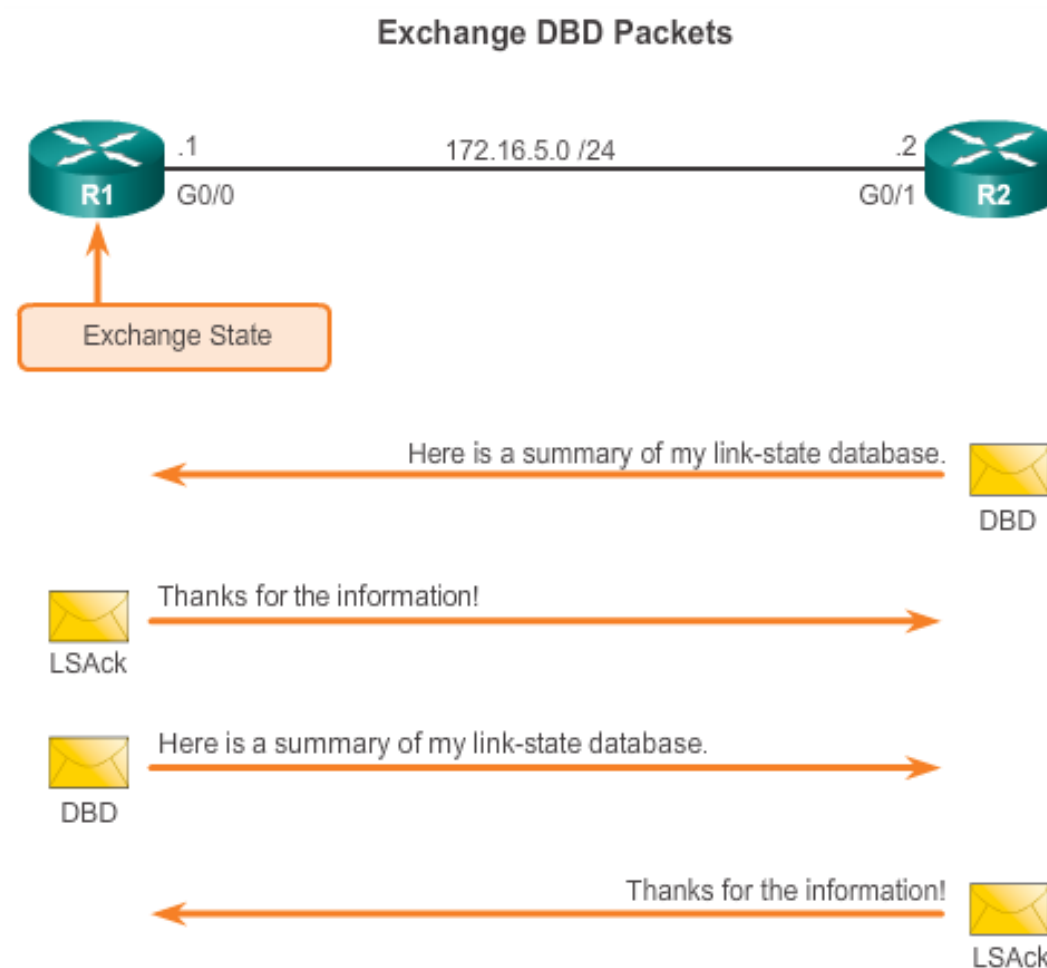 Exchange DBD Packets
.1
172.16.5.0 /24
.2
R1
G0/0
G0/1
R2
Exchange State
Here is a summary of my link-state database.
DBD
Thanks for the information!
LSAck
Here is a summary of my link-state database.
DBD
Thanks for the information!
LSAck